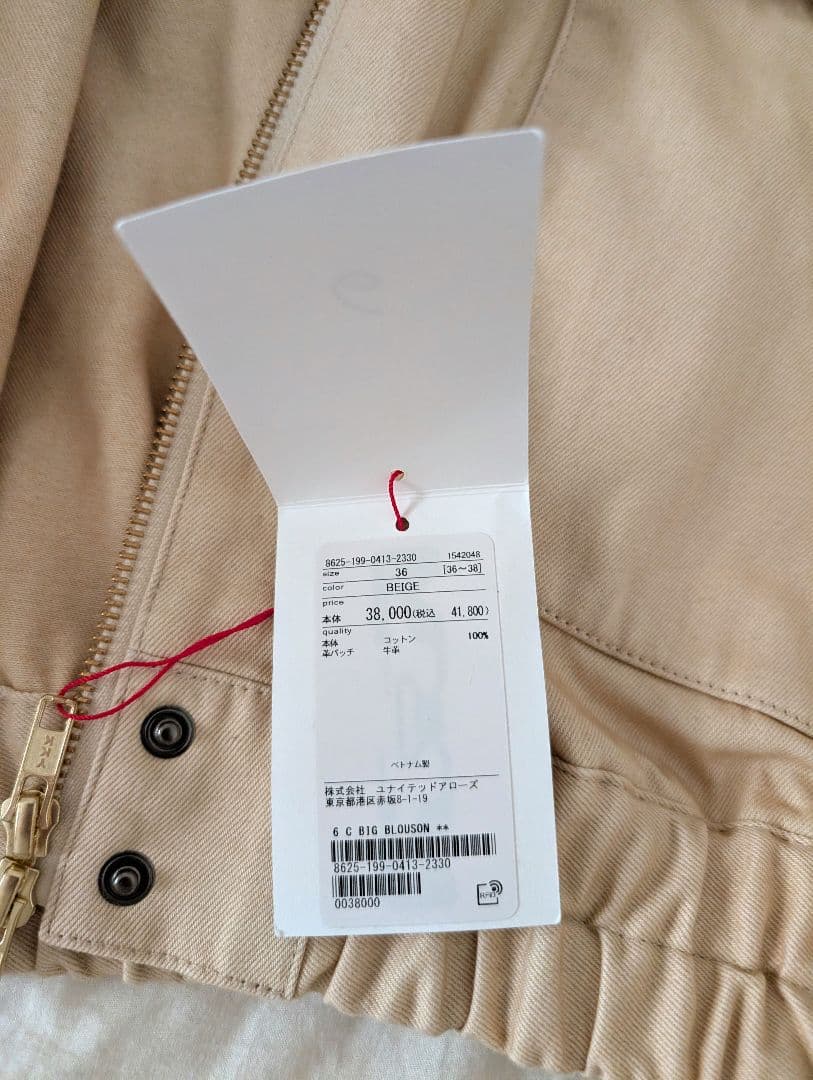 8625-199-0413-2330 1542048
size 36 [36~38]
color BEIGE
price
本体 38,000(税込 41,800)
quality
本体 コットン 100%
革パッチ 牛革
ベトナム製
株式会社 ユナイテッドアローズ
東京都港区赤坂8-1-19
6 C BIG BLOUSON **
8625-199-0413-2330
0038000
RFID
YKK